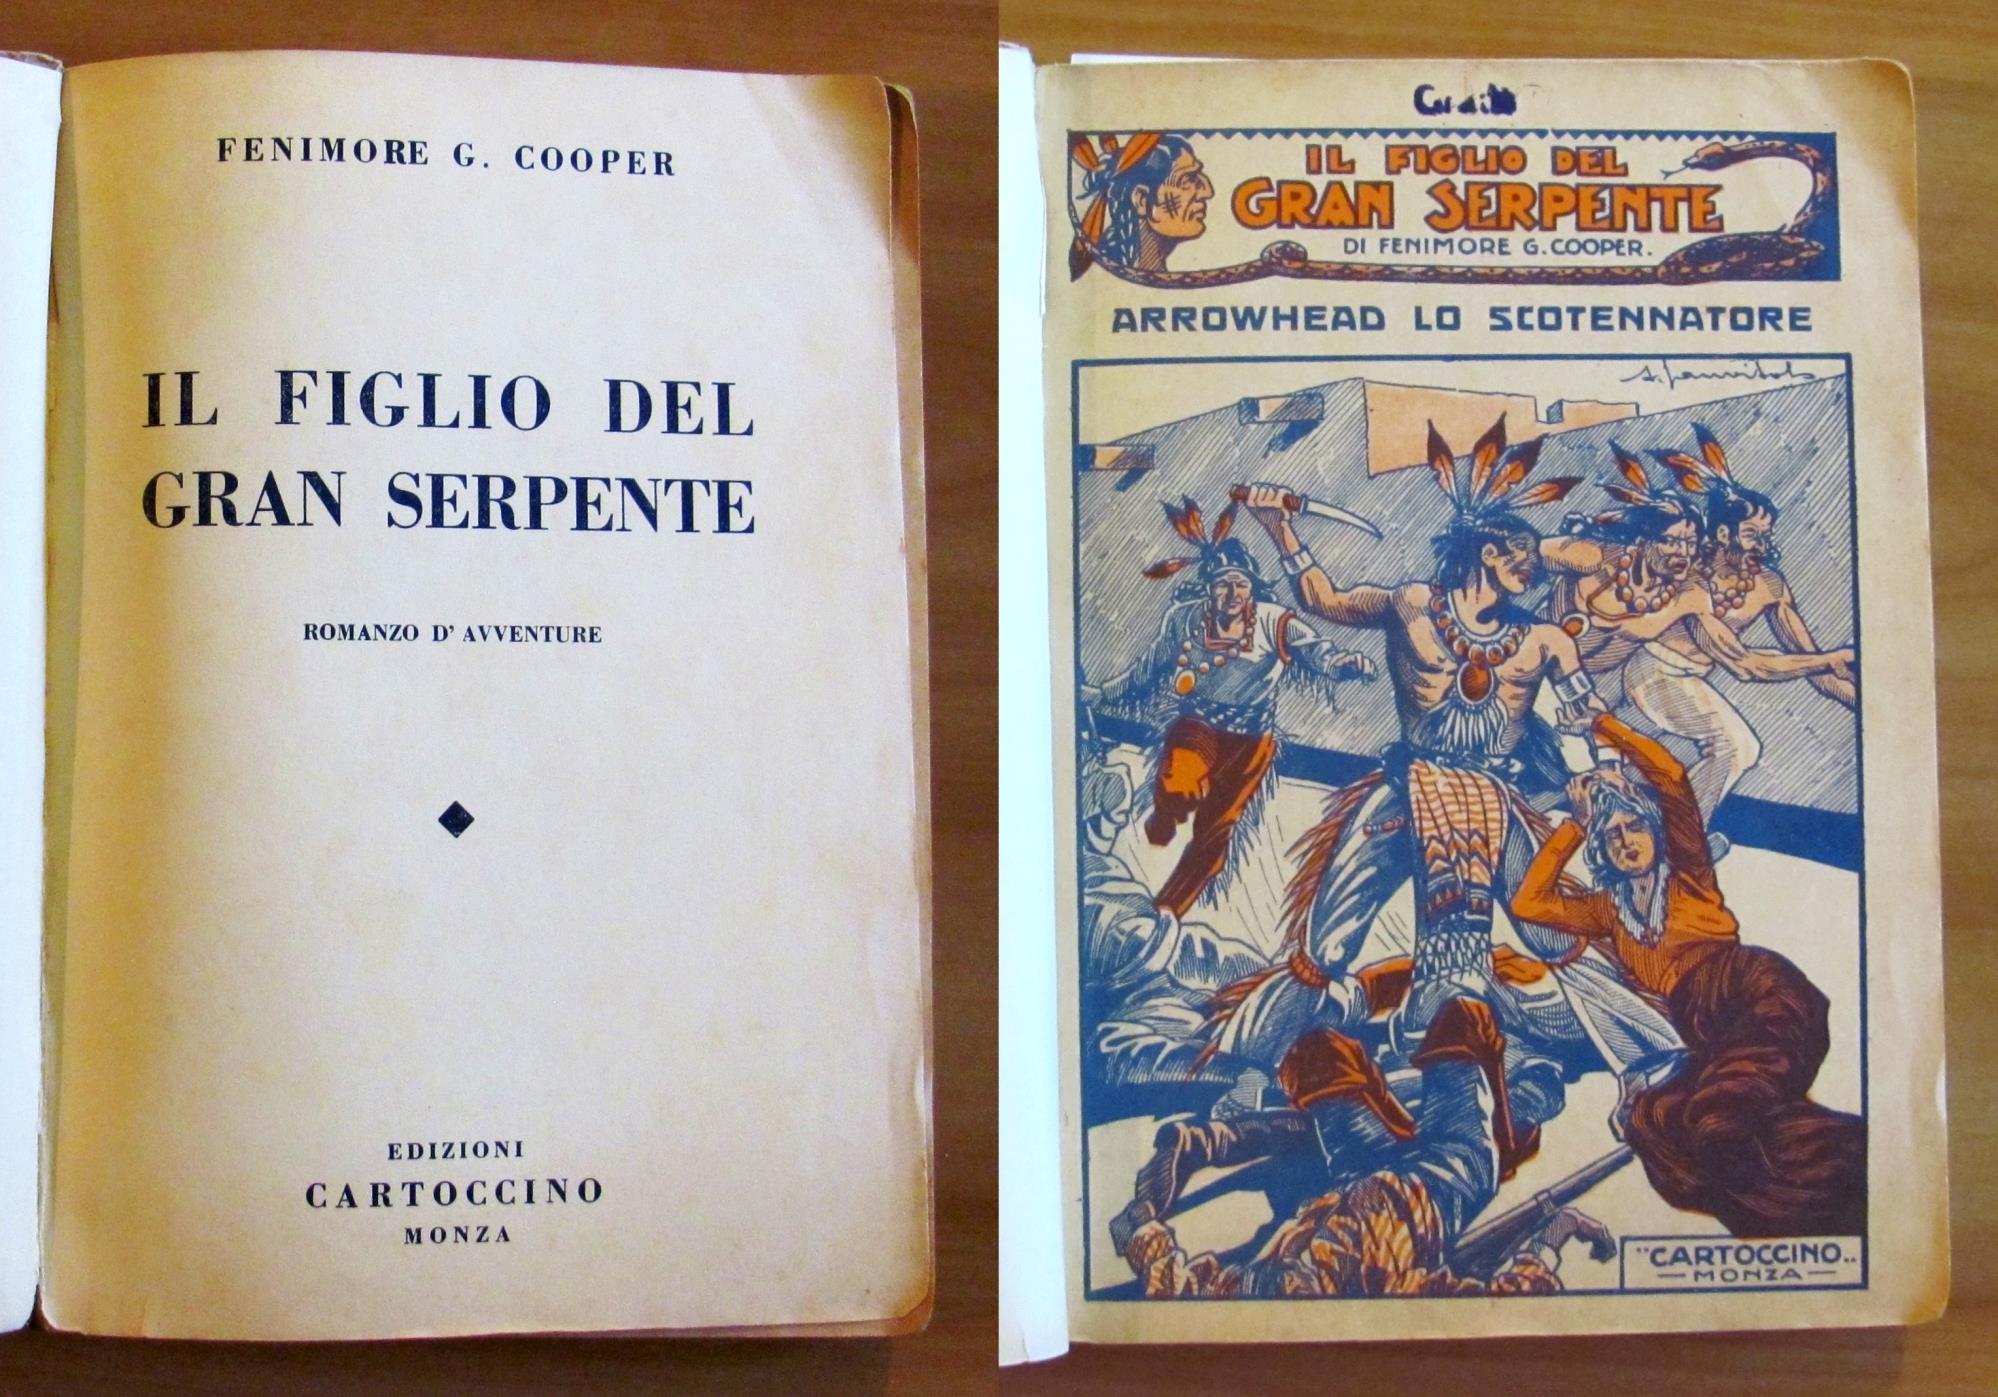 FENIMORE G. COOPER
IL FIGLIO DEL
GRAN SERPENTE
ROMANZO D' AVVENTURE
EDIZIONI
CARTOCCINO
MONZA
IL FIGLIO DEL
GRAN SERPENTE
DI FENIMORE G. COOPER.
ARROWHEAD LO SCOTENNATORE
"CARTOCCINO..
—MONZA—